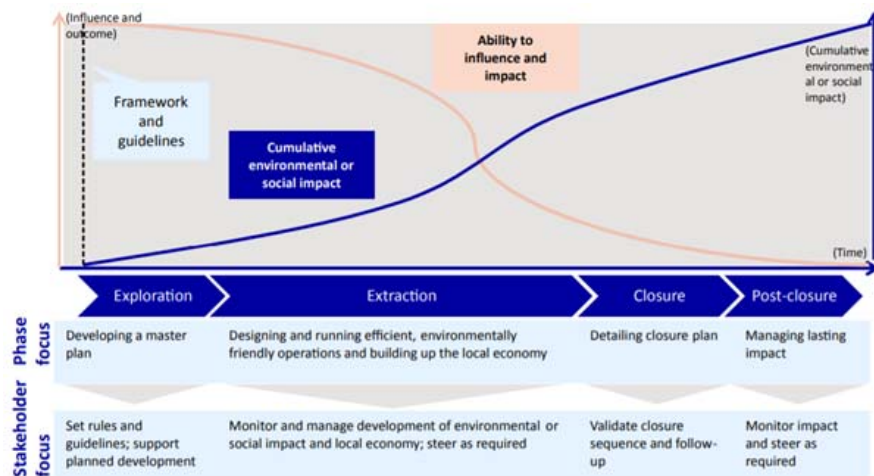 (Influence and
outcome)
Ability to
influence and
impact
(Cumulative
environment
al or social
impact)
Framework
and
guidelines
Cumulative
environmental or
social impact
(Time)
Exploration
Extraction
Closure
Post-closure
Phase
focus
Developing a master
plan
Designing and running efficient, environmentally
friendly operations and building up the local economy
Detailing closure plan
Managing lasting
impact
Stakeholder
focus
Set rules and
guidelines; support
planned development
Monitor and manage development of environmental or
social impact and local economy; steer as required
Validate closure
sequence and follow-
up
Monitor impact
and steer as
required